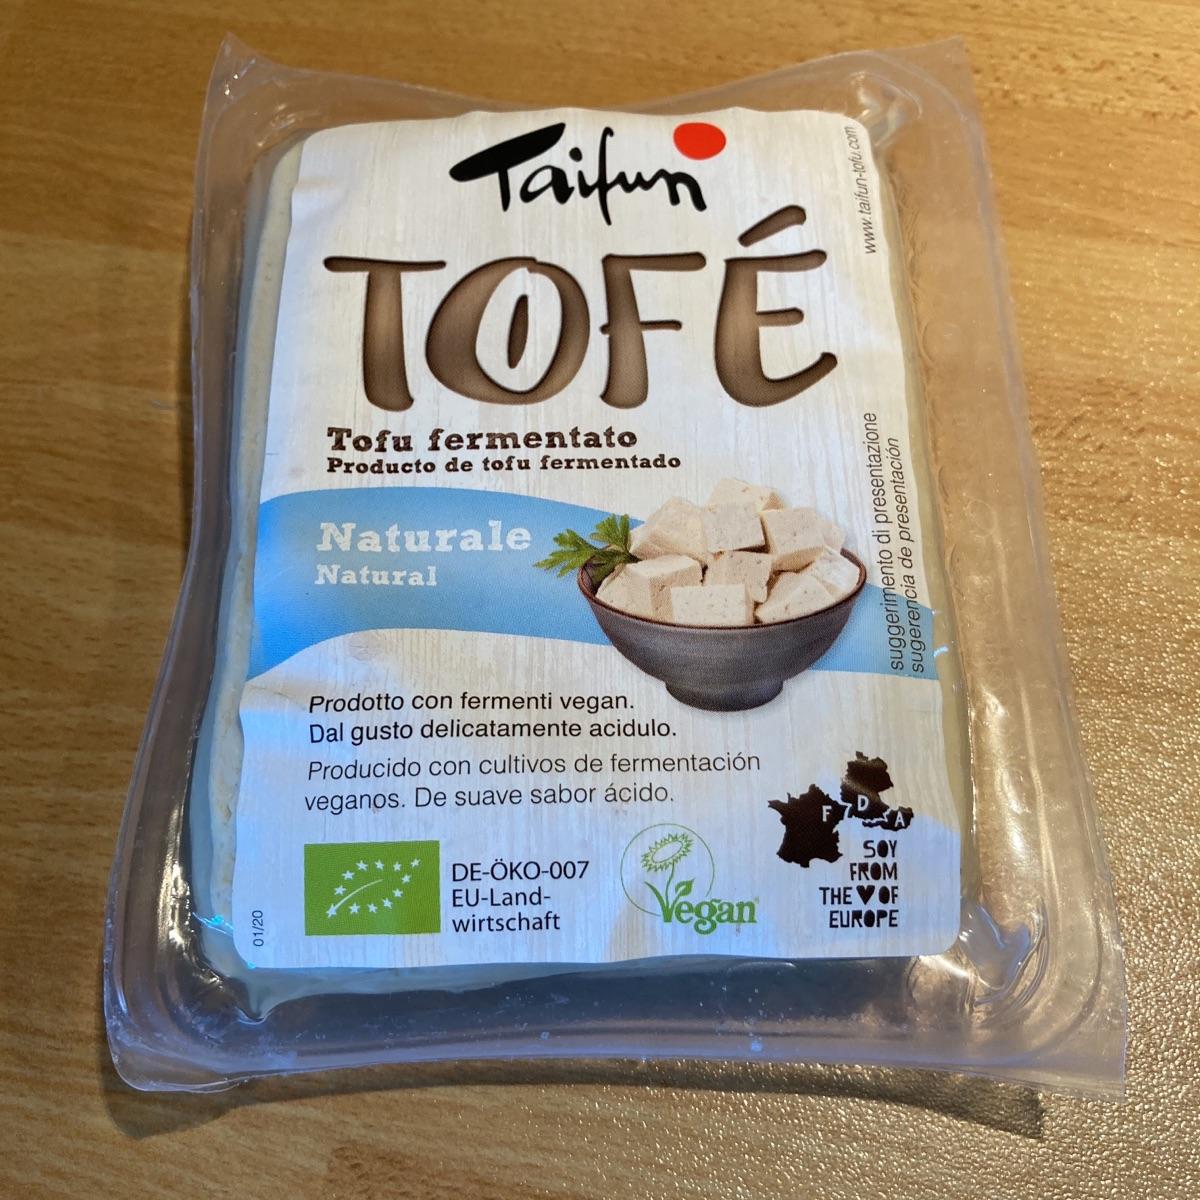 Taifun
www.taifun-tofu.com
TOFÉ
Tofu fermentato
Producto de tofu fermentado
Naturale
Natural
suggerimento di presentazione
sugerencia de presentación
Prodotto con fermenti vegan.
Dal gusto delicatamente acidulo.
Producido con cultivos de fermentación
veganos. De suave sabor ácido.
DE-ÖKO-007
EU-Land-
wirtschaft
Vegan
F D A
SOY
FROM
THE ♥ OF
EUROPE
01/20